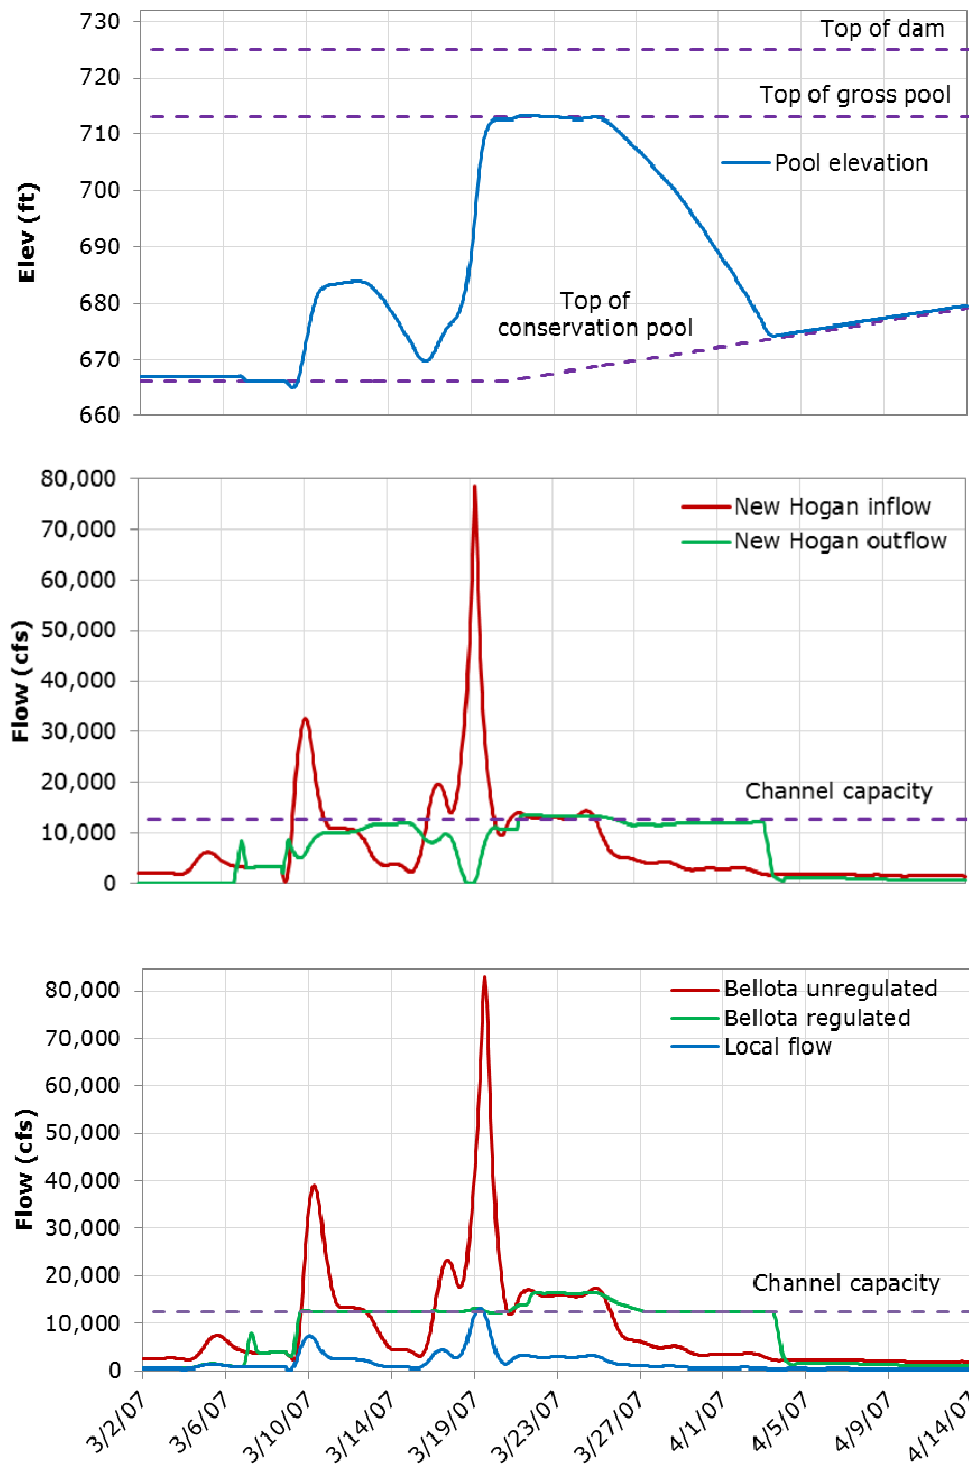 730
Top of dam
720
Top of gross pool
710
Pool elevation
700
Elev (ft)
690
680
Top of
conservation pool
670
660
80,000
New Hogan inflow
70,000
New Hogan outflow
60,000
50,000
Flow (cfs)
40,000
30,000
20,000
Channel capacity
10,000
0
80,000
Bellota unregulated
Bellota regulated
70,000
Local flow
60,000
50,000
Flow (cfs)
40,000
30,000
20,000
Channel capacity
10,000
0
3/2/07
3/6/07
3/10/07
3/14/07
3/19/07
3/23/07
3/27/07
4/1/07
4/5/07
4/9/07
4/14/07